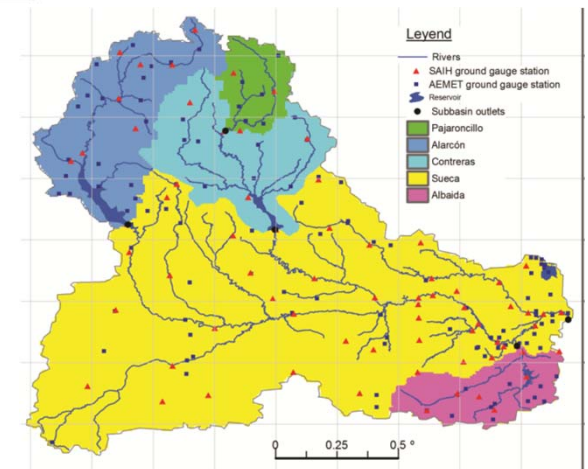 Leyend
Rivers
SAIH ground gauge station
AEMET ground gauge station
Reservoir
Subbasin outlets
Pajaroncillo
Alarcón
Contreras
Sueca
Albaida
0 0.25 0,5 °